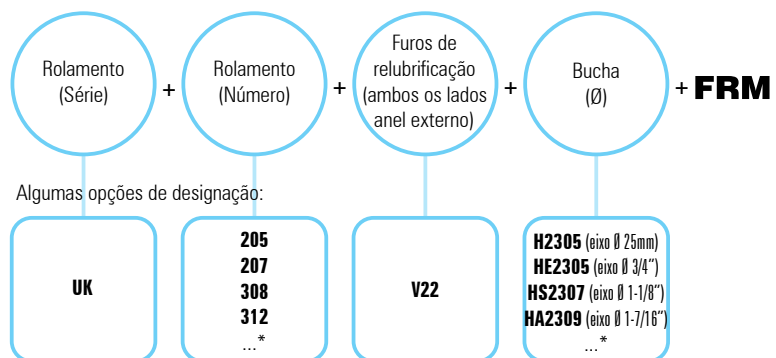 Rolamento
(Série)
+
Rolamento
(Número)
+
Furos de
relubrificação
(ambos os lados
anel externo)
+
Bucha
(Ø)
+ FRM
Algumas opções de designação:
UK
205
207
308
312
...*
V22
H2305 (eixo Ø 25mm)
HE2305 (eixo Ø 3/4″)
HS2307 (eixo Ø 1-1/8″)
HA2309 (eixo Ø 1-7/16″)
...*